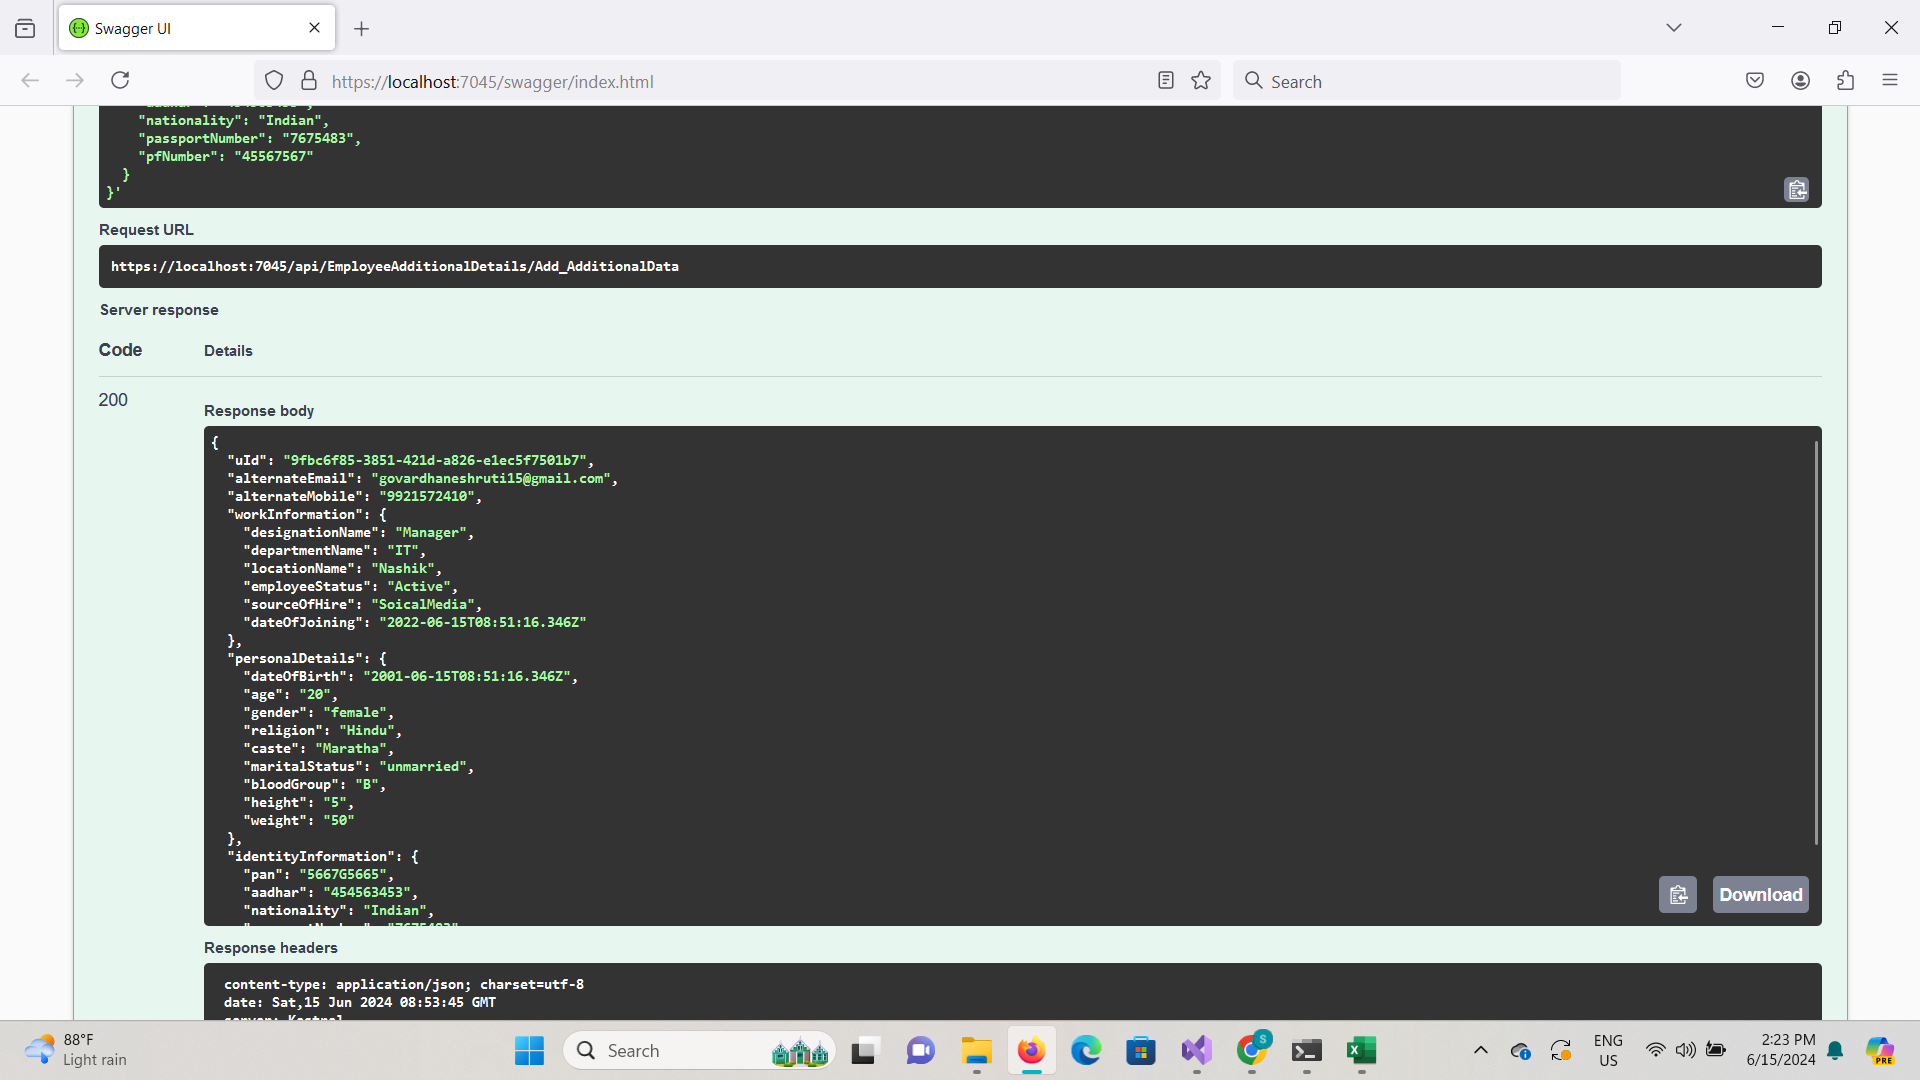 Swagger UI
https://localhost:7045/swagger/index.html
Search
"nationality": "Indian",
"passportNumber": "7675483",
"pfNumber": "45567567"
}
}'
Request URL
https://localhost:7045/api/EmployeeAdditionalDetails/Add_AdditionalData
Server response
Code Details
200
Response body
{
"uId": "9fbc6f85-3851-421d-a826-e1ec5f7501b7",
"alternateEmail": "govardhaneshruti15@gmail.com",
"alternateMobile": "9921572410",
"workInformation": {
"designationName": "Manager",
"departmentName": "IT",
"locationName": "Nashik",
"employeeStatus": "Active",
"sourceOfHire": "SoicalMedia",
"dateOfJoining": "2022-06-15T08:51:16.346Z"
},
"personalDetails": {
"dateOfBirth": "2001-06-15T08:51:16.346Z",
"age": "20",
"gender": "female",
"religion": "Hindu",
"caste": "Maratha",
"maritalStatus": "unmarried",
"bloodGroup": "B",
"height": "5",
"weight": "50"
},
"identityInformation": {
"pan": "5667G5665",
"aadhar": "454563453",
"nationality": "Indian",
Download
Response headers
content-type: application/json; charset=utf-8
date: Sat,15 Jun 2024 08:53:45 GMT
server: Kestrel
88°F
Light rain
Search
S
ENG
US
2:23 PM
6/15/2024
PRE